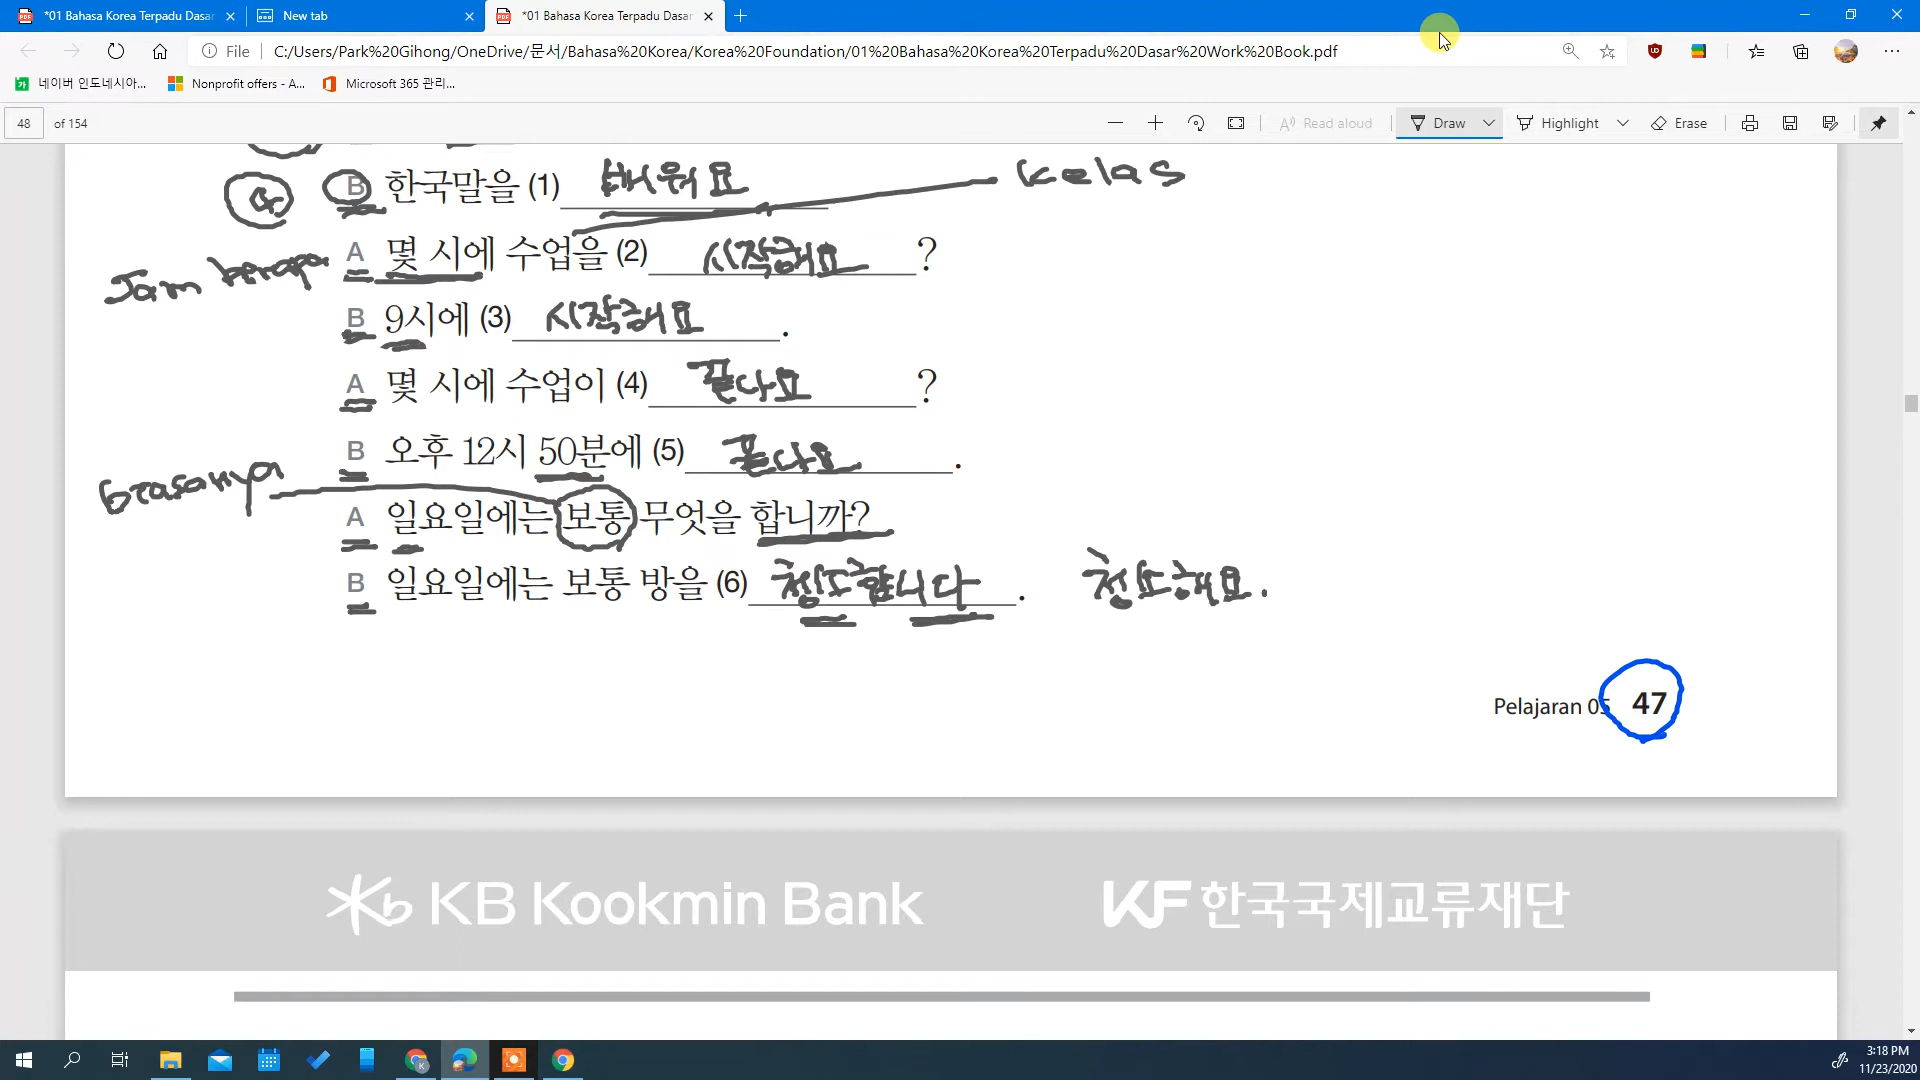 *01 Bahasa Korea Terpadu Dasar
New tab
*01 Bahasa Korea Terpadu Dasar
File
C:/Users/Park%20Gihong/OneDrive/문서/Bahasa%20Korea/Korea%20Foundation/01%20Bahasa%20Korea%20Terpadu%20Dasar%20Work%20Book.pdf
네이버 인도네시아... Nonprofit offers - A... Microsoft 365 관리...
48 of 154
Read aloud Draw Highlight Erase
B 한국말을 (1) 배워요 kelas
Jam berapa A 몇 시에 수업을 (2) 시작해요 ?
B 9시에 (3) 시작해요 .
A 몇 시에 수업이 (4) 끝나요 ?
B 오후 12시 50분에 (5) 끝나요 .
Biasanya A 일요일에는 보통 무엇을 합니까?
B 일요일에는 보통 방을 (6) 청소합니다 . 청소해요.
Pelajaran 05 47
Kb KB Kookmin Bank KF 한국국제교류재단
3:18 PM
11/23/2020